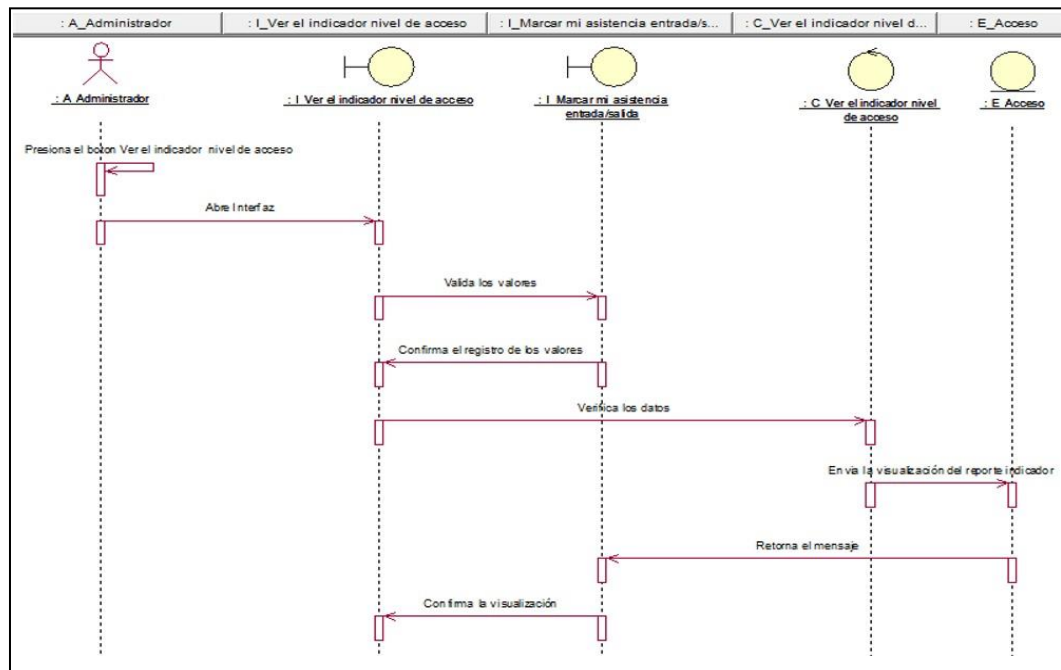 : A_Administrador
: I_Ver el indicador nivel de acceso
: I_Marcar mi asistencia entrada/s...
: C_Ver el indicador nivel d...
: E_Acceso
: A Administrador
: I Ver el indicador nivel de acceso
: I Marcar mi asistencia
entrada/salida
: C Ver el indicador nivel
de acceso
: E Acceso
Presiona el boton Ver el indicador nivel de acceso
Abre Interfaz
Valida los valores
Confirma el registro de los valores
Verifica los datos
Envia la visualización del reporte indicador
Retorna el mensaje
Confirma la visualización